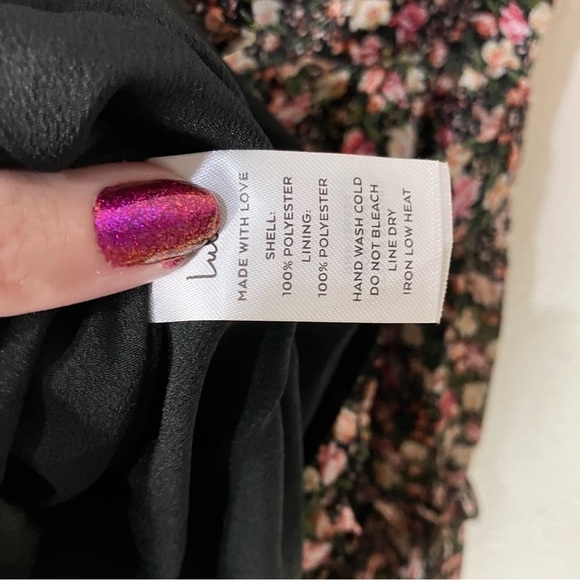 MADE WITH LOVE
SHELL:
100% POLYESTER
LINING:
100% POLYESTER
HAND WASH COLD
DO NOT BLEACH
LINE DRY
IRON LOW HEAT